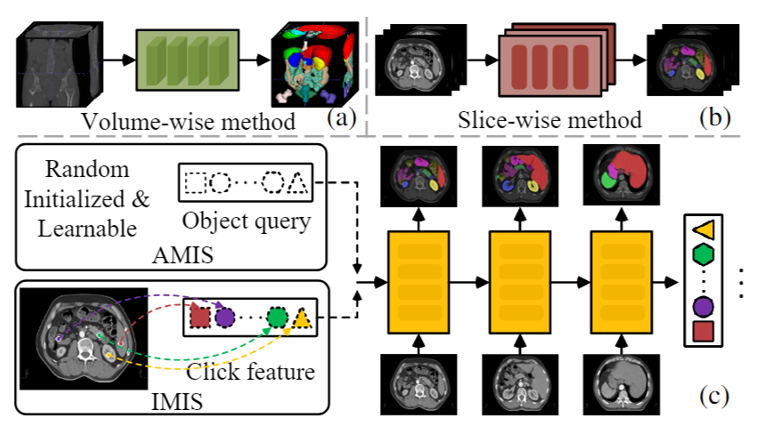 Volume-wise method (a)
Slice-wise method (b)
Random
Initialized &
Learnable
Object query
AMIS
Click feature
IMIS
(c)